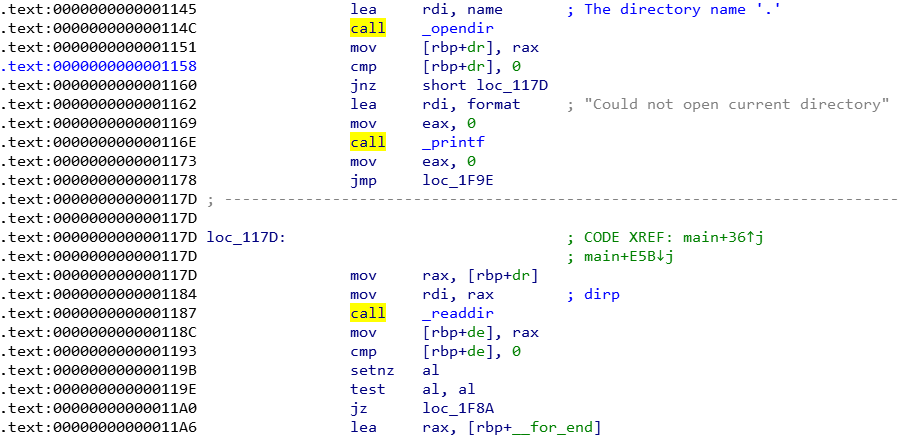 .text:0000000000001145 lea rdi, name ; The directory name '.'
.text:000000000000114C call _opendir
.text:0000000000001151 mov [rbp+dr], rax
.text:0000000000001158 cmp [rbp+dr], 0
.text:0000000000001160 jnz short loc_117D
.text:0000000000001162 lea rdi, format ; "Could not open current directory"
.text:0000000000001169 mov eax, 0
.text:000000000000116E call _printf
.text:0000000000001173 mov eax, 0
.text:0000000000001178 jmp loc_1F9E
.text:000000000000117D ; ---------------------------------------------------------------------------
.text:000000000000117D
.text:000000000000117D loc_117D: ; CODE XREF: main+36↑j
.text:000000000000117D ; main+E5B↓j
.text:000000000000117D mov rax, [rbp+dr]
.text:0000000000001184 mov rdi, rax ; dirp
.text:0000000000001187 call _readdir
.text:000000000000118C mov [rbp+de], rax
.text:0000000000001193 cmp [rbp+de], 0
.text:000000000000119B setnz al
.text:000000000000119E test al, al
.text:00000000000011A0 jz loc_1F8A
.text:00000000000011A6 lea rax, [rbp+__for_end]